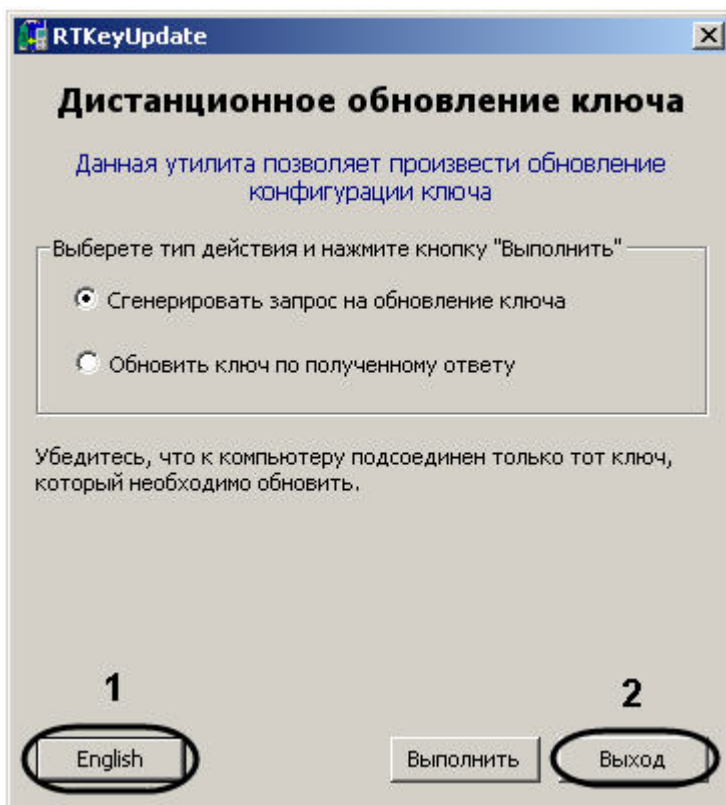 RTKeyUpdate
Дистанционное обновление ключа
Данная утилита позволяет произвести обновление
конфигурации ключа
Выберете тип действия и нажмите кнопку "Выполнить"
Сгенерировать запрос на обновление ключа
Обновить ключ по полученному ответу
Убедитесь, что к компьютеру подсоединен только тот ключ,
который необходимо обновить.
1
2
English
Выполнить
Выход